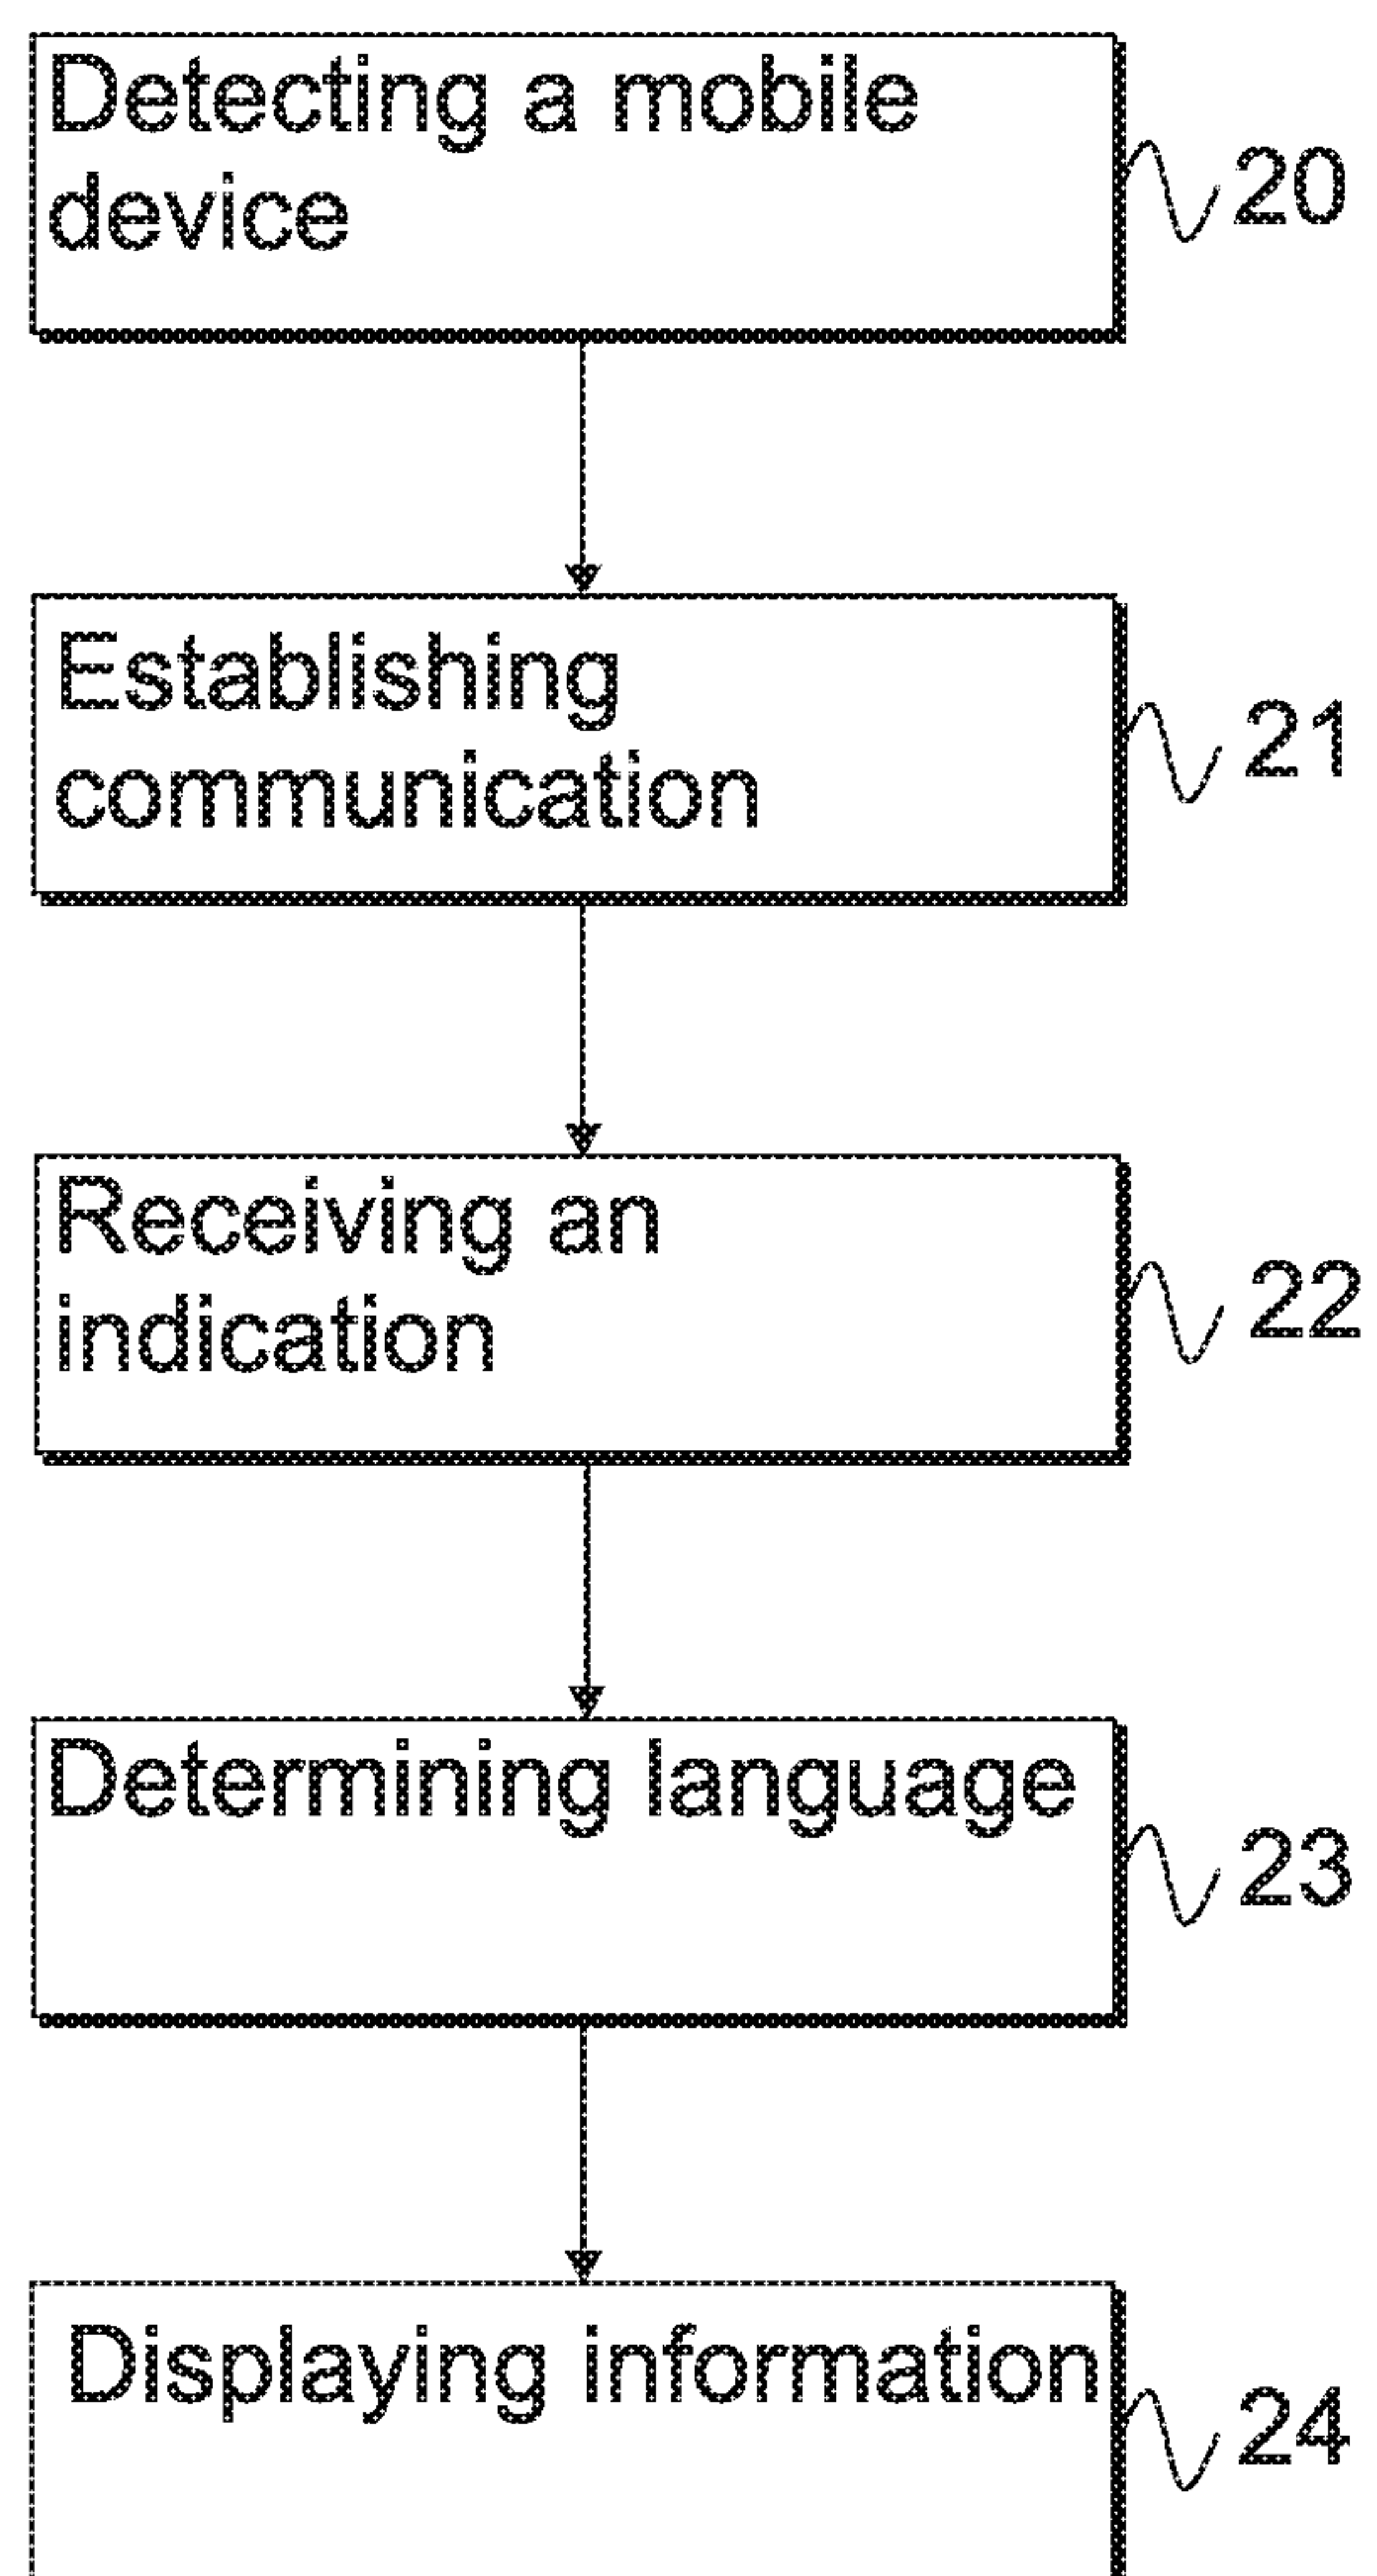 Detecting a mobile
device
20
Establishing
communication
21
Receiving an
indication
22
Determining language
23
Displaying information
24